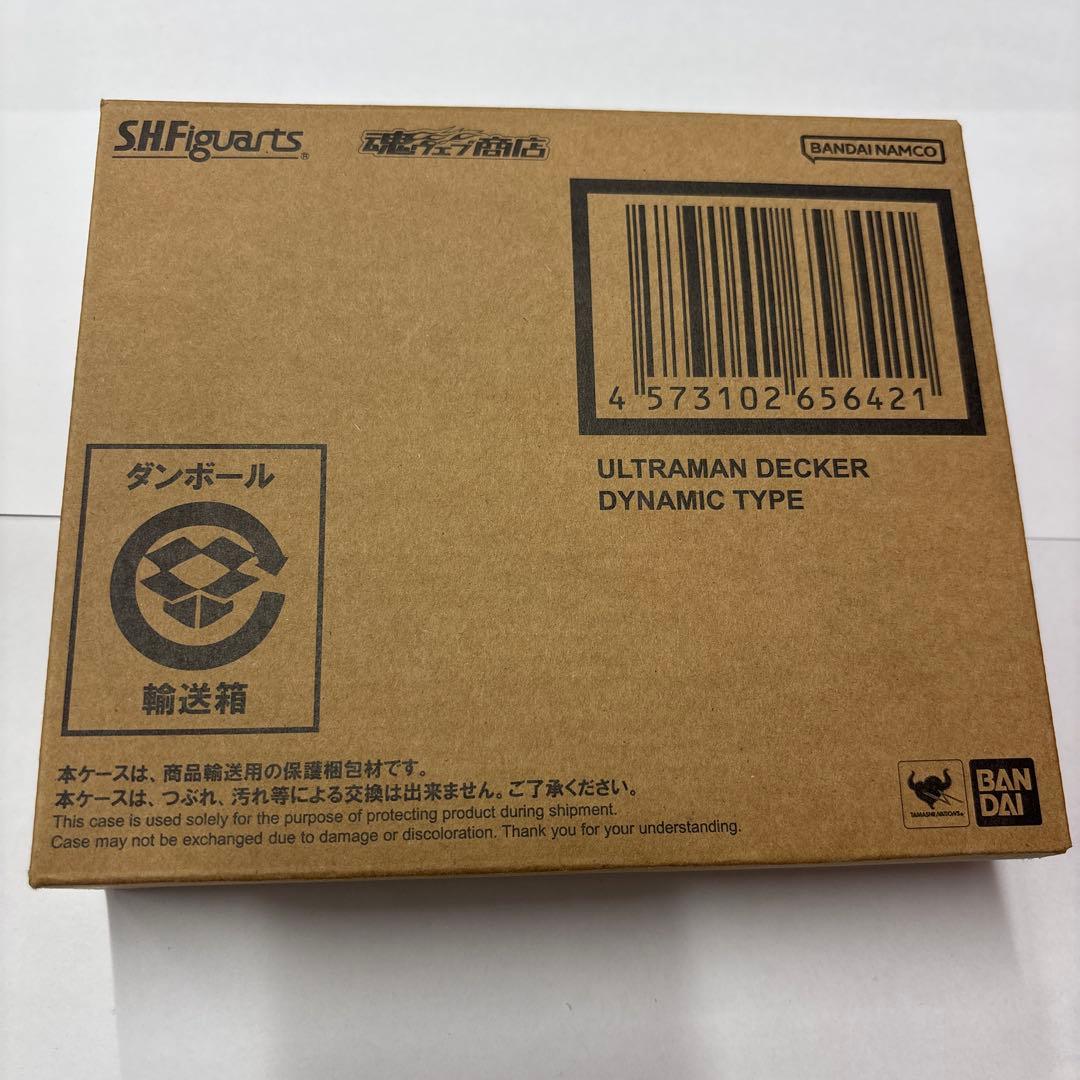 S.H.Figuarts®
魂ウェブ商店
BANDAI NAMCO
4 573102 656421
ULTRAMAN DECKER
DYNAMIC TYPE
ダンボール
輸送箱
本ケースは、商品輸送用の保護梱包材です。
本ケースは、つぶれ、汚れ等による交換は出来ません。ご了承ください。
This case is used solely for the purpose of protecting product during shipment.
Case may not be exchanged due to damage or discoloration. Thank you for your understanding.
TAMASHII NATIONS®
BAN
DAI